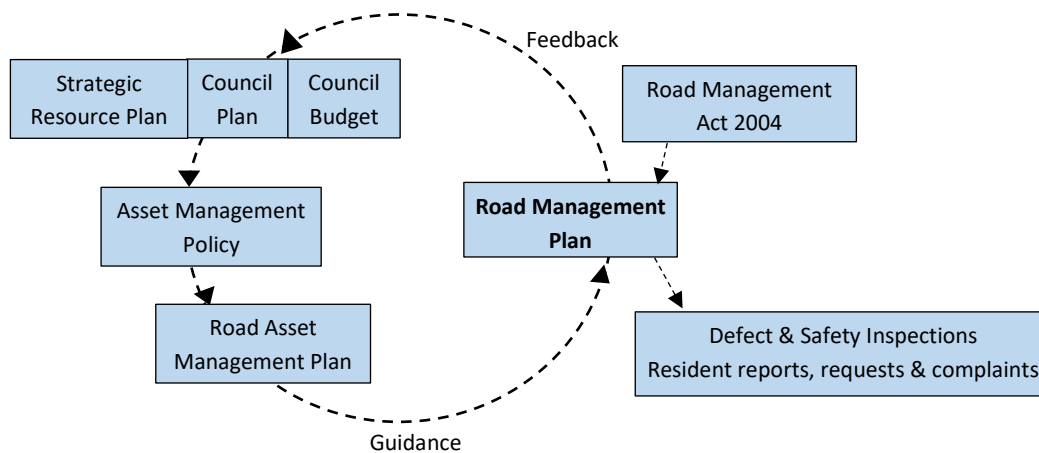 Feedback
Strategic
Resource Plan
Council
Plan
Council
Budget
Road Management
Act 2004
Asset Management
Policy
Road Management
Plan
Road Asset
Management Plan
Defect & Safety Inspections
Resident reports, requests & complaints
Guidance